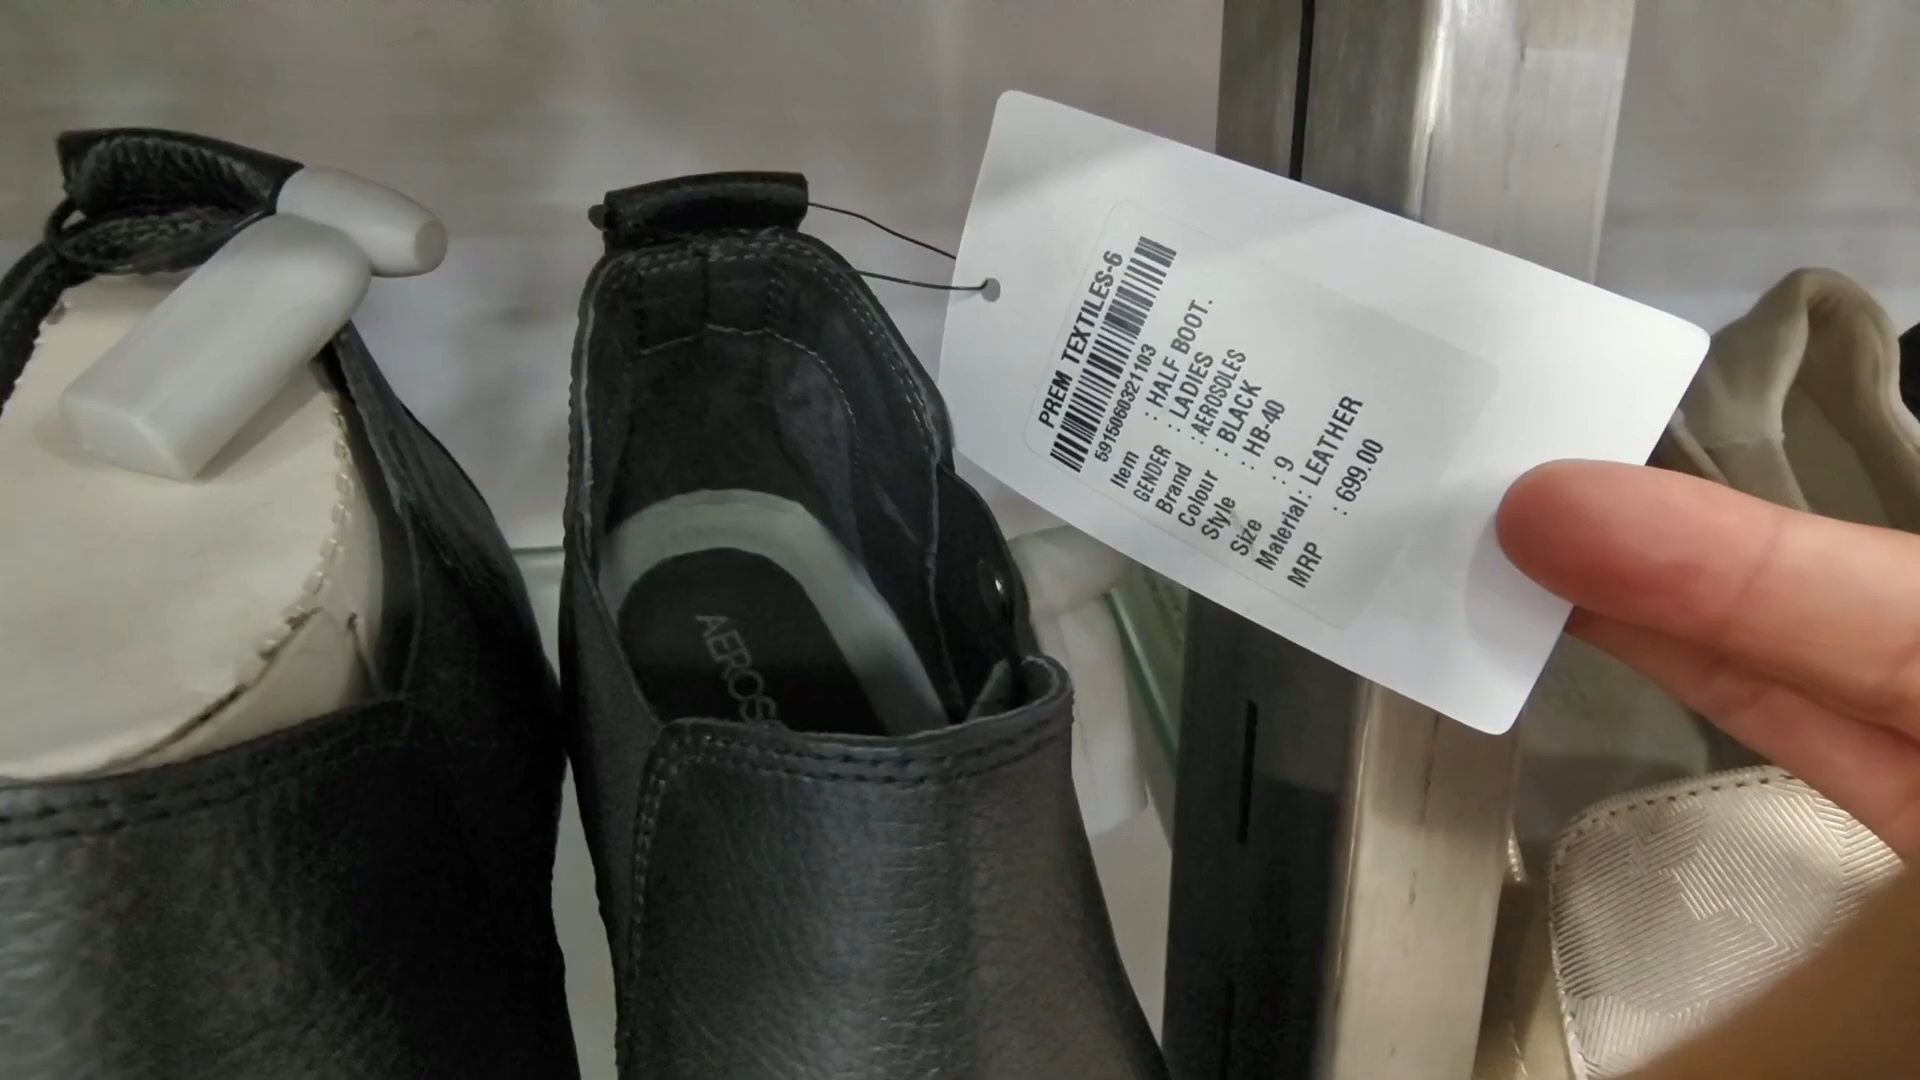 PREM TEXTILES-6
5915060321103
Item : HALF BOOT.
GENDER : LADIES
Brand : AEROSOLES
Colour : BLACK
Style : HB-40
Size : 9
Material : LEATHER
MRP : 699.00
AEROS